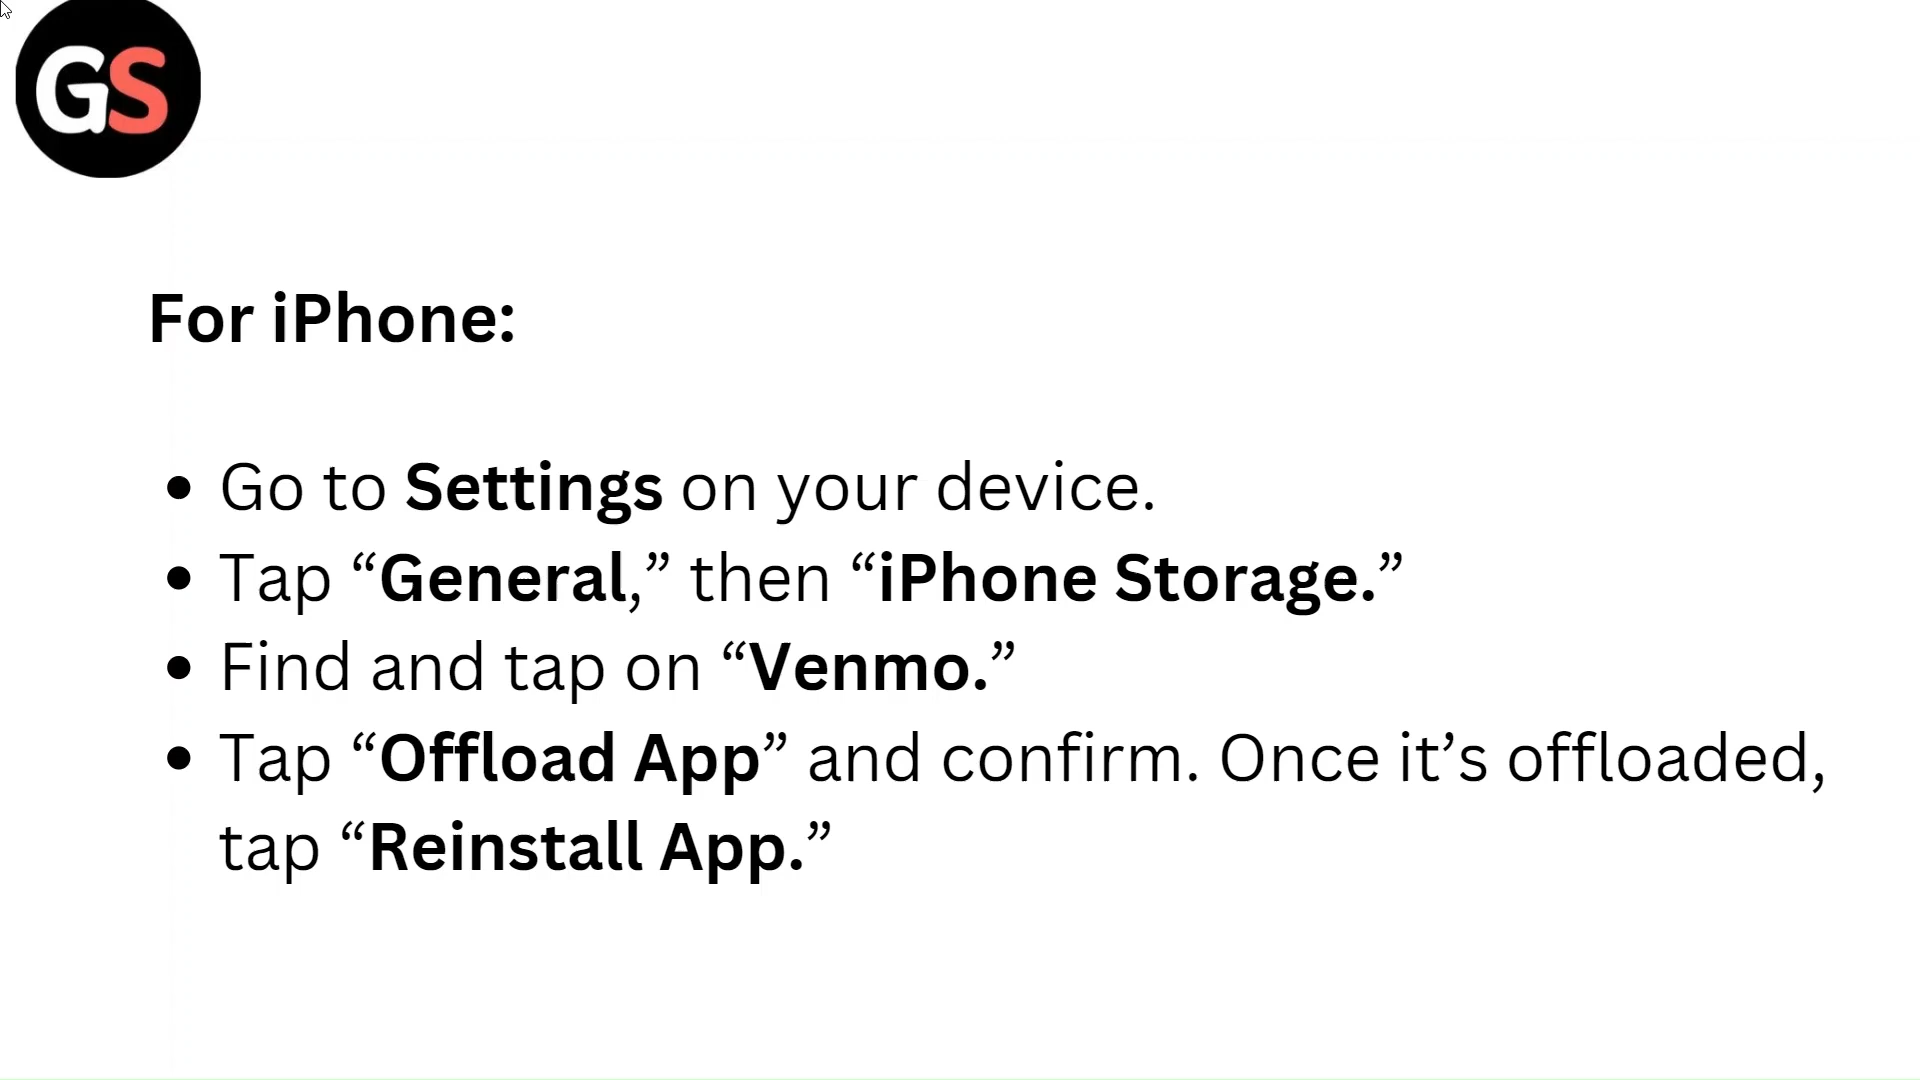 GS
For iPhone:
• Go to Settings on your device.
• Tap “General,” then “iPhone Storage.”
• Find and tap on “Venmo.”
• Tap “Offload App” and confirm. Once it’s offloaded,
tap “Reinstall App.”